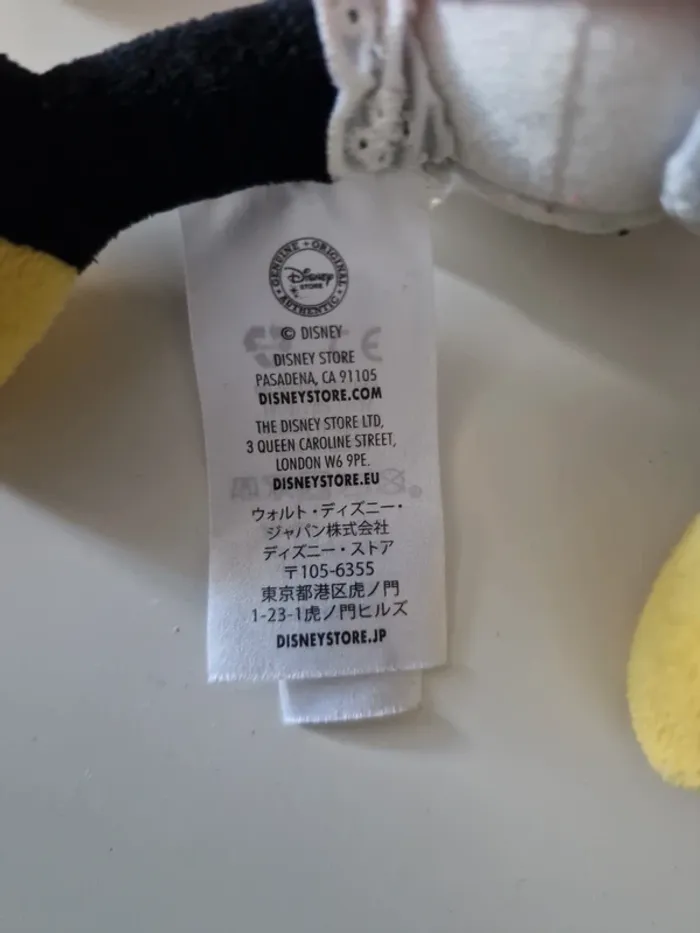 GENUINE • ORIGINAL • AUTHENTIC •
Disney
STORE
© DISNEY
DISNEY STORE
PASADENA, CA 91105
DISNEYSTORE.COM
THE DISNEY STORE LTD,
3 QUEEN CAROLINE STREET,
LONDON W6 9PE.
DISNEYSTORE.EU
ウォルト・ディズニー・
ジャパン株式会社
ディズニー・ストア
〒105-6355
東京都港区虎ノ門
1-23-1虎ノ門ヒルズ
DISNEYSTORE.JP